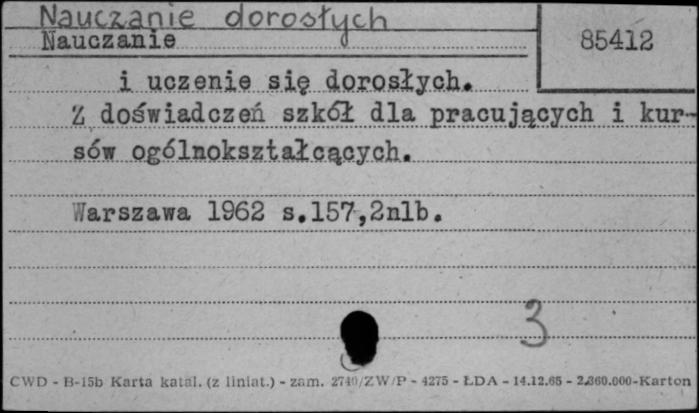 Nauczanie dorosłych
Nauczanie
85412
i uczenie się dorosłych.
Z doświadczeń szkół dla pracujących i kur-
sów ogólnokształcących.
Warszawa 1962 s.157,2nlb.
3
CWD - B-15b Karta katal. (z liniat.) - zam. 2740/ZW/P - 4275 - ŁDA - 14.12.65 - 2.360.000-Karton